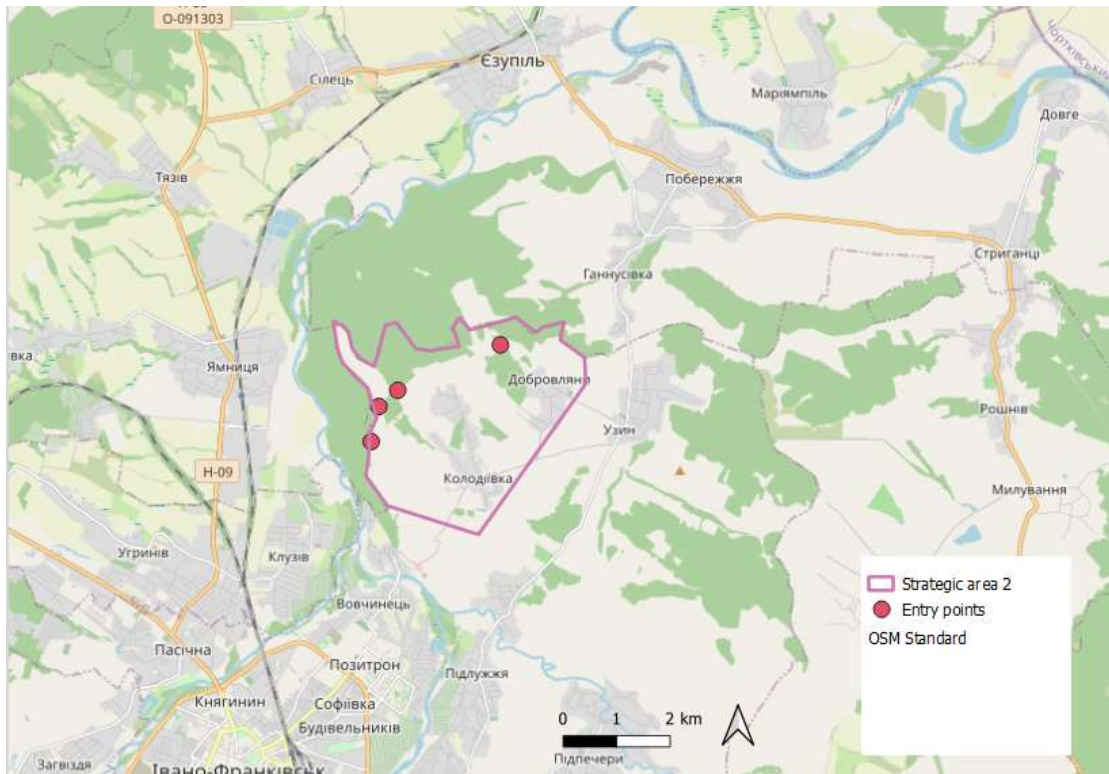 О-091303
Єзупіль
Сілець
Маріямпіль
Чортківський
Довге
Тязів
Побережжя
Стриганці
Ганнусівка
Ямниця
Добровляни
Рошнів
Узин
Н-09
Колодіївка
Милування
Угринів
Клузів
Вовчинець
Пасічна
Позитрон
Підлужжя
Княгинин
Софіївка
Будівельників
Загвіздя
Івано-Франківськ
Підпечери
0 1 2 km
Strategic area 2
Entry points
OSM Standard